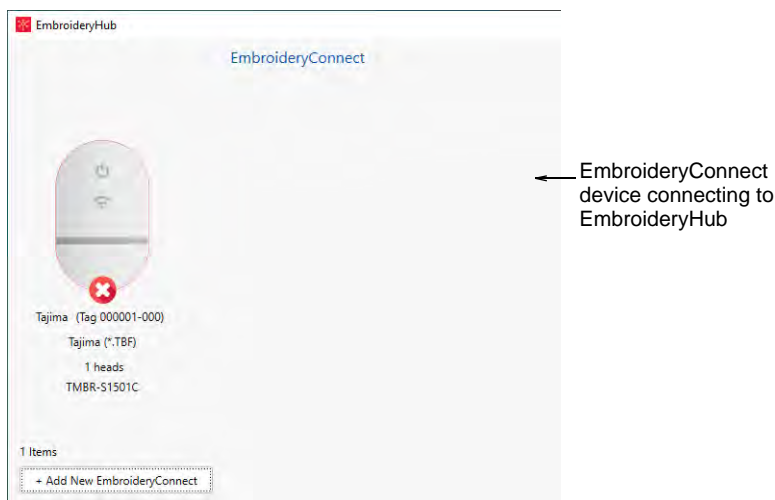 EmbroideryHub
EmbroideryConnect
EmbroideryConnect
device connecting to
EmbroideryHub
Tajima (Tag 000001-000)
Tajima (*.TBF)
1 heads
TMBR-S1501C
1 Items
+ Add New EmbroideryConnect